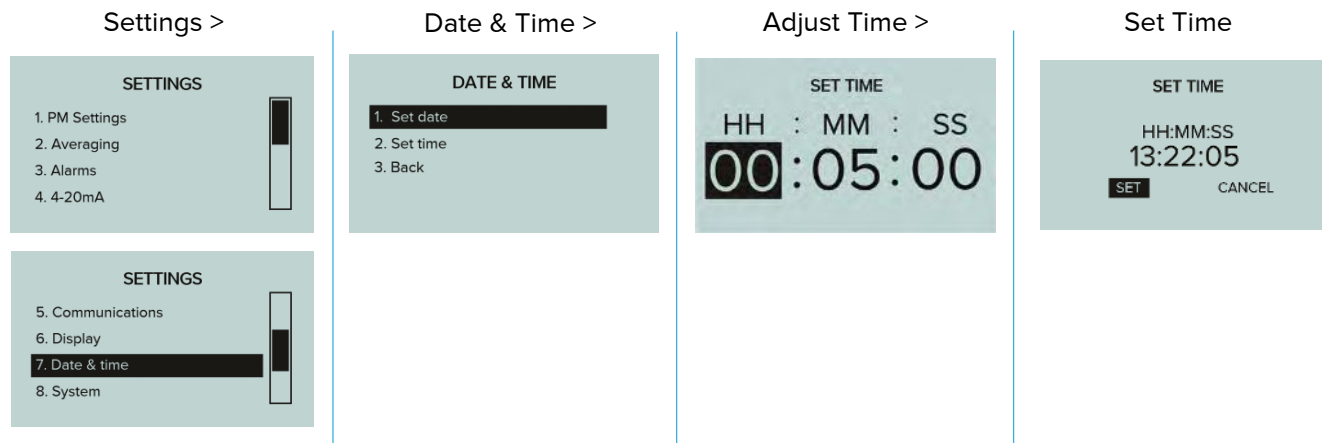 Settings >
SETTINGS
1. PM Settings
2. Averaging
3. Alarms
4. 4-20mA
SETTINGS
5. Communications
6. Display
7. Date & time
8. System
Date & Time >
DATE & TIME
1. Set date
2. Set time
3. Back
Adjust Time >
SET TIME
HH : MM : SS
00:05:00
Set Time
SET TIME
HH:MM:SS
13:22:05
SET CANCEL